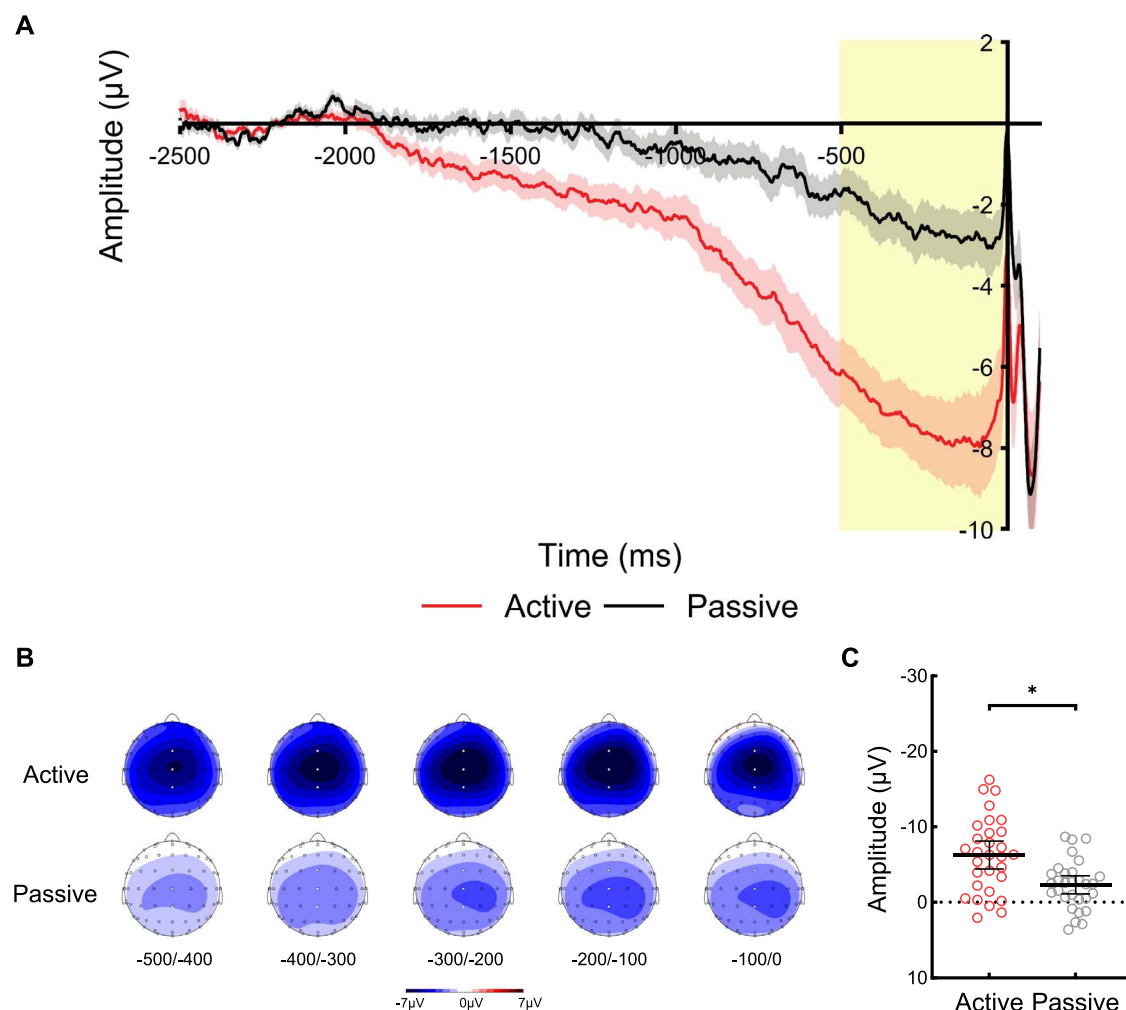 A
Amplitude (µV)
2
-2500 -2000 -1500 -1000 -500
-2
-4
-6
-8
-10
Time (ms)
Active Passive
B
Active
Passive
-500/-400 -400/-300 -300/-200 -200/-100 -100/0
-7µV 0µV 7µV
C
Amplitude (µV)
-30
*
-20
-10
0
10
Active Passive